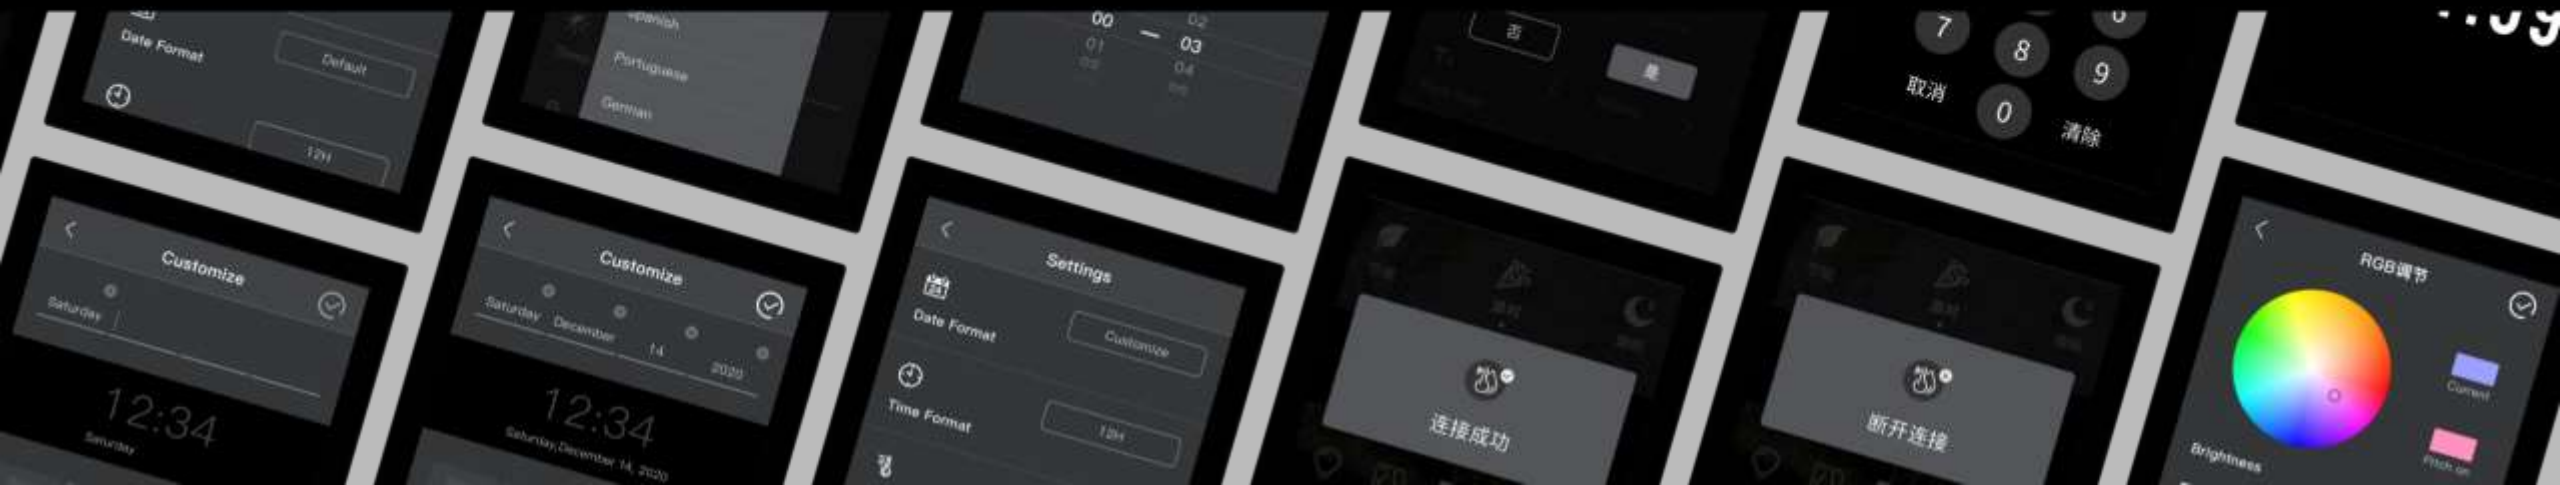 Date Format
Default
12H
Spanish
Portuguese
German
00
02
03
01
04
否
是
7
8
9
取消
0
清除
Customize
Saturday
12:34
Saturday
Customize
Saturday December 14 2020
12:34
Saturday,December 14, 2020
Settings
Date Format
Customize
Time Format
12H
连接成功
断开连接
RGB调节
Current
Pitch on
Brightness